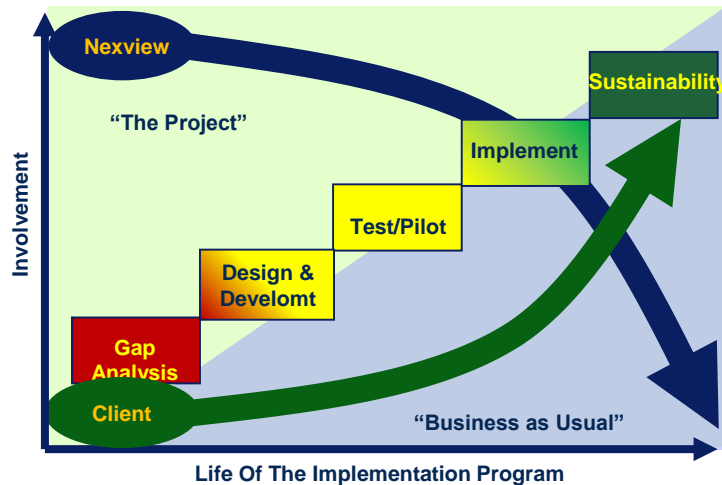 Nexview
Sustainability
“The Project”
Implement
Test/Pilot
Design &
Develomt
Gap
Analysis
Client
“Business as Usual”
Involvement
Life Of The Implementation Program